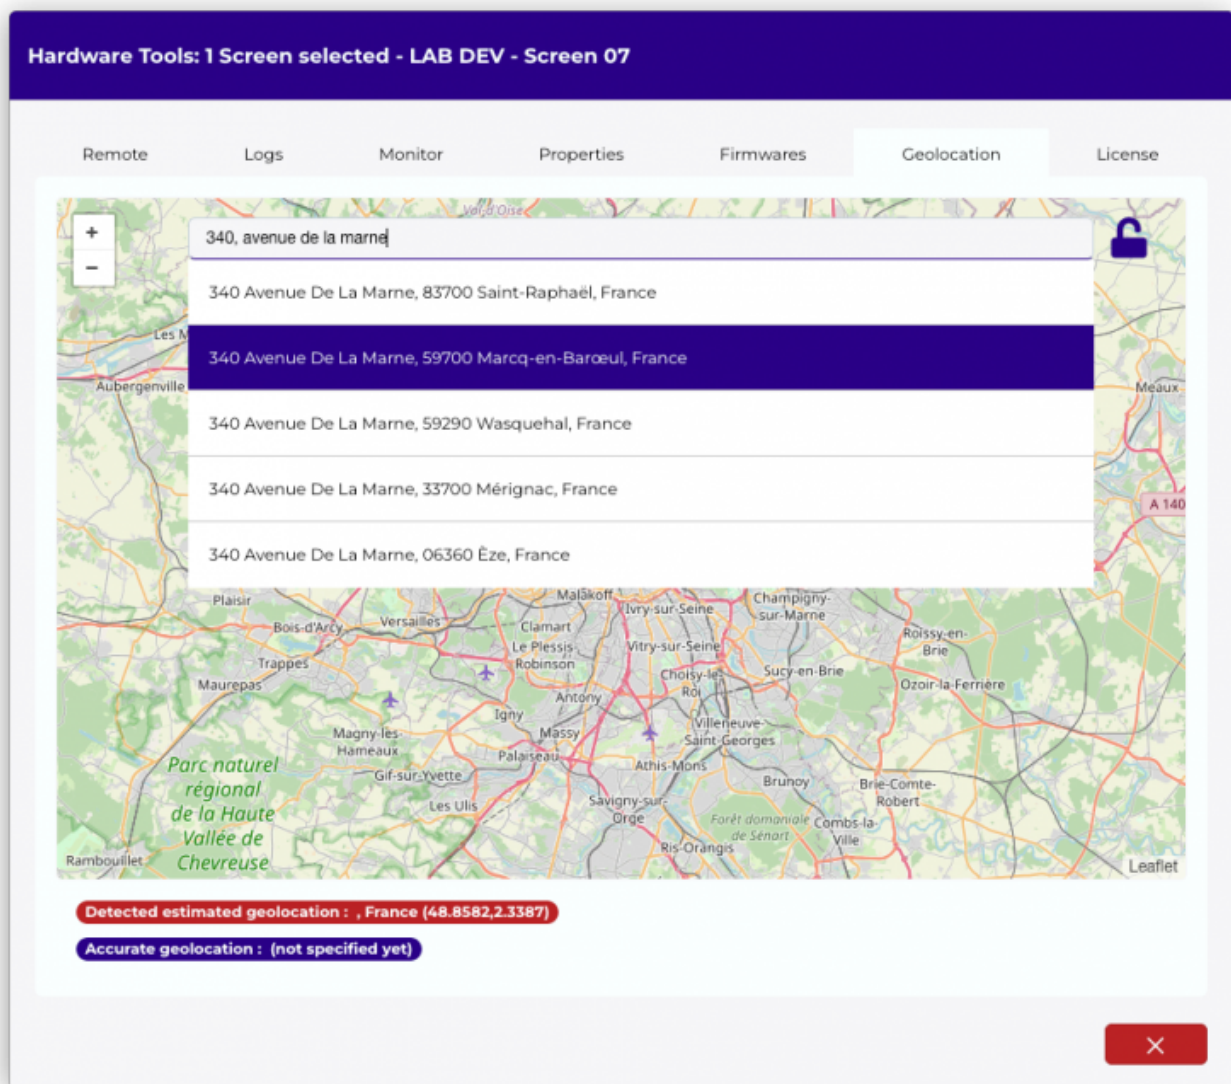 Hardware Tools: 1 Screen selected - LAB DEV - Screen 07
Remote Logs Monitor Properties Firmwares Geolocation License
Val-d'Oise
+
340, avenue de la marne
−
340 Avenue De La Marne, 83700 Saint-Raphaël, France
Les M
340 Avenue De La Marne, 59700 Marcq-en-Barœul, France
Aubergenville
Meaux
340 Avenue De La Marne, 59290 Wasquehal, France
340 Avenue De La Marne, 33700 Mérignac, France
A 140
340 Avenue De La Marne, 06360 Èze, France
Plaisir
Malakoff
Ivry-sur-Seine
Champigny-
sur-Marne
Bois-d'Arcy
Versailles
Clamart
Le Plessis-
Robinson
Vitry-sur-Seine
Roissy-en-
Brie
Trappes
Choisy-le-
Roi
Sucy-en-Brie
Maurepas
Antony
Ozoir-la-Ferrière
Igny
Magny-les-
Hameaux
Massy
Villeneuve-
Saint-Georges
Palaiseau
Athis-Mons
Parc naturel
régional
de la Haute
Vallée de
Chevreuse
Gif-sur-Yvette
Brunoy
Brie-Comte-
Robert
Les Ulis
Savigny-sur-
Orge
Forêt domaniale
de Sénart
Combs-la-
Ville
Ris-Orangis
Rambouillet
Leaflet
Detected estimated geolocation : , France (48.8582,2.3387)
Accurate geolocation : (not specified yet)